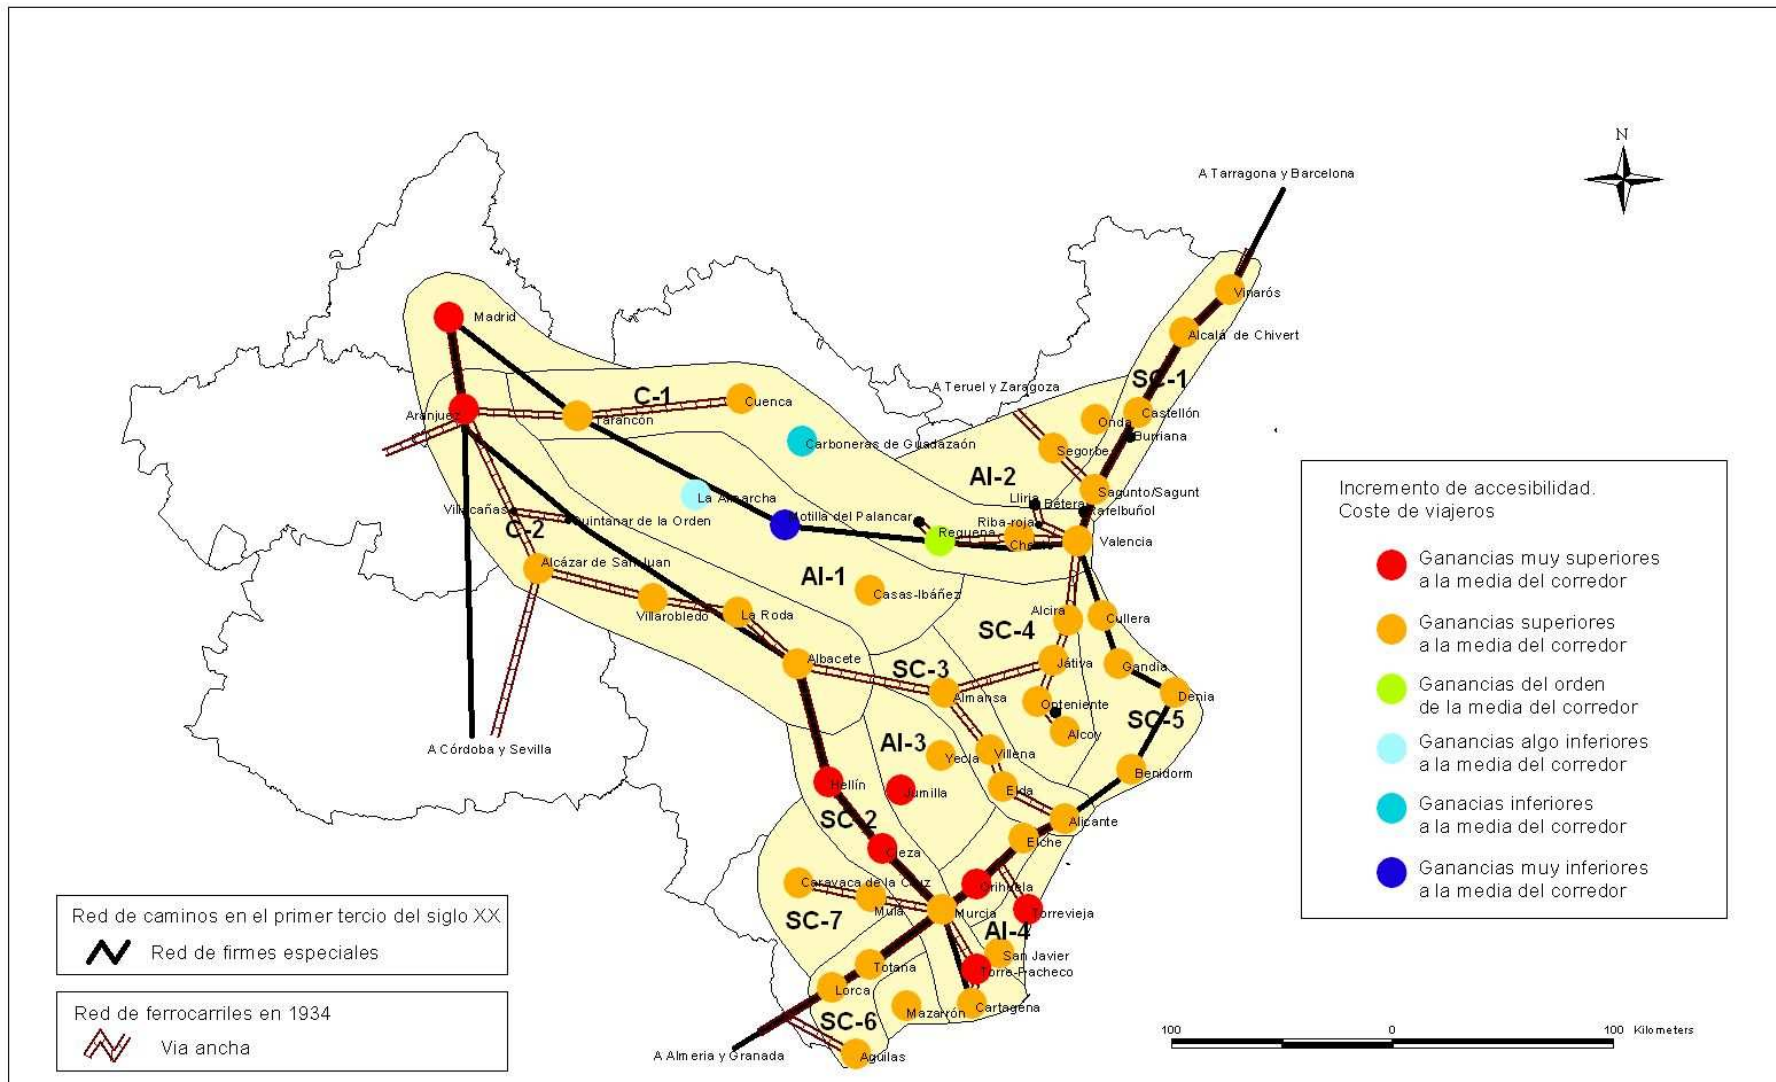 N
A Tarragona y Barcelona
Vinarós
Madrid
Alcalá de Chivert
SC-1
A Teruel y Zaragoza
C-1
Cuenca
Aranjuez
Tarancón
Castellón
Onda
Burriana
Carboneras de Guadazaón
Segorbe
AI-2
La Almarcha
Sagunto/Sagunt
Lliria
Bétera
Rafelbuñol
Villacañas
C-2
Quintanar de la Orden
Motilla del Palancar
Riba-roja
Requena
Cheste
Valencia
Alcázar de San Juan
AI-1
Casas-Ibáñez
Villarobledo
La Roda
Alcira
Cullera
SC-4
Albacete
SC-3
Játiva
Gandia
Almansa
Denia
Onteniente
SC-5
Alcoy
A Córdoba y Sevilla
AI-3
Yecla
Villena
Benidorm
Hellín
Jumilla
Elda
SC-2
Alicante
Elche
Cieza
Caravaca de la Cruz
Orihuela
Mula
Murcia
Torrevieja
SC-7
AI-4
San Javier
Totana
Torre-Pacheco
Lorca
Mazarrón
Cartagena
SC-6
A Almeria y Granada
Aguilas
Incremento de accesibilidad.
Coste de viajeros
Ganancias muy superiores
a la media del corredor
Ganancias superiores
a la media del corredor
Ganancias del orden
de la media del corredor
Ganancias algo inferiores
a la media del corredor
Ganacias inferiores
a la media del corredor
Ganancias muy inferiores
a la media del corredor
Red de caminos en el primer tercio del siglo XX
Red de firmes especiales
Red de ferrocarriles en 1934
Via ancha
100 0 100 Kilometers